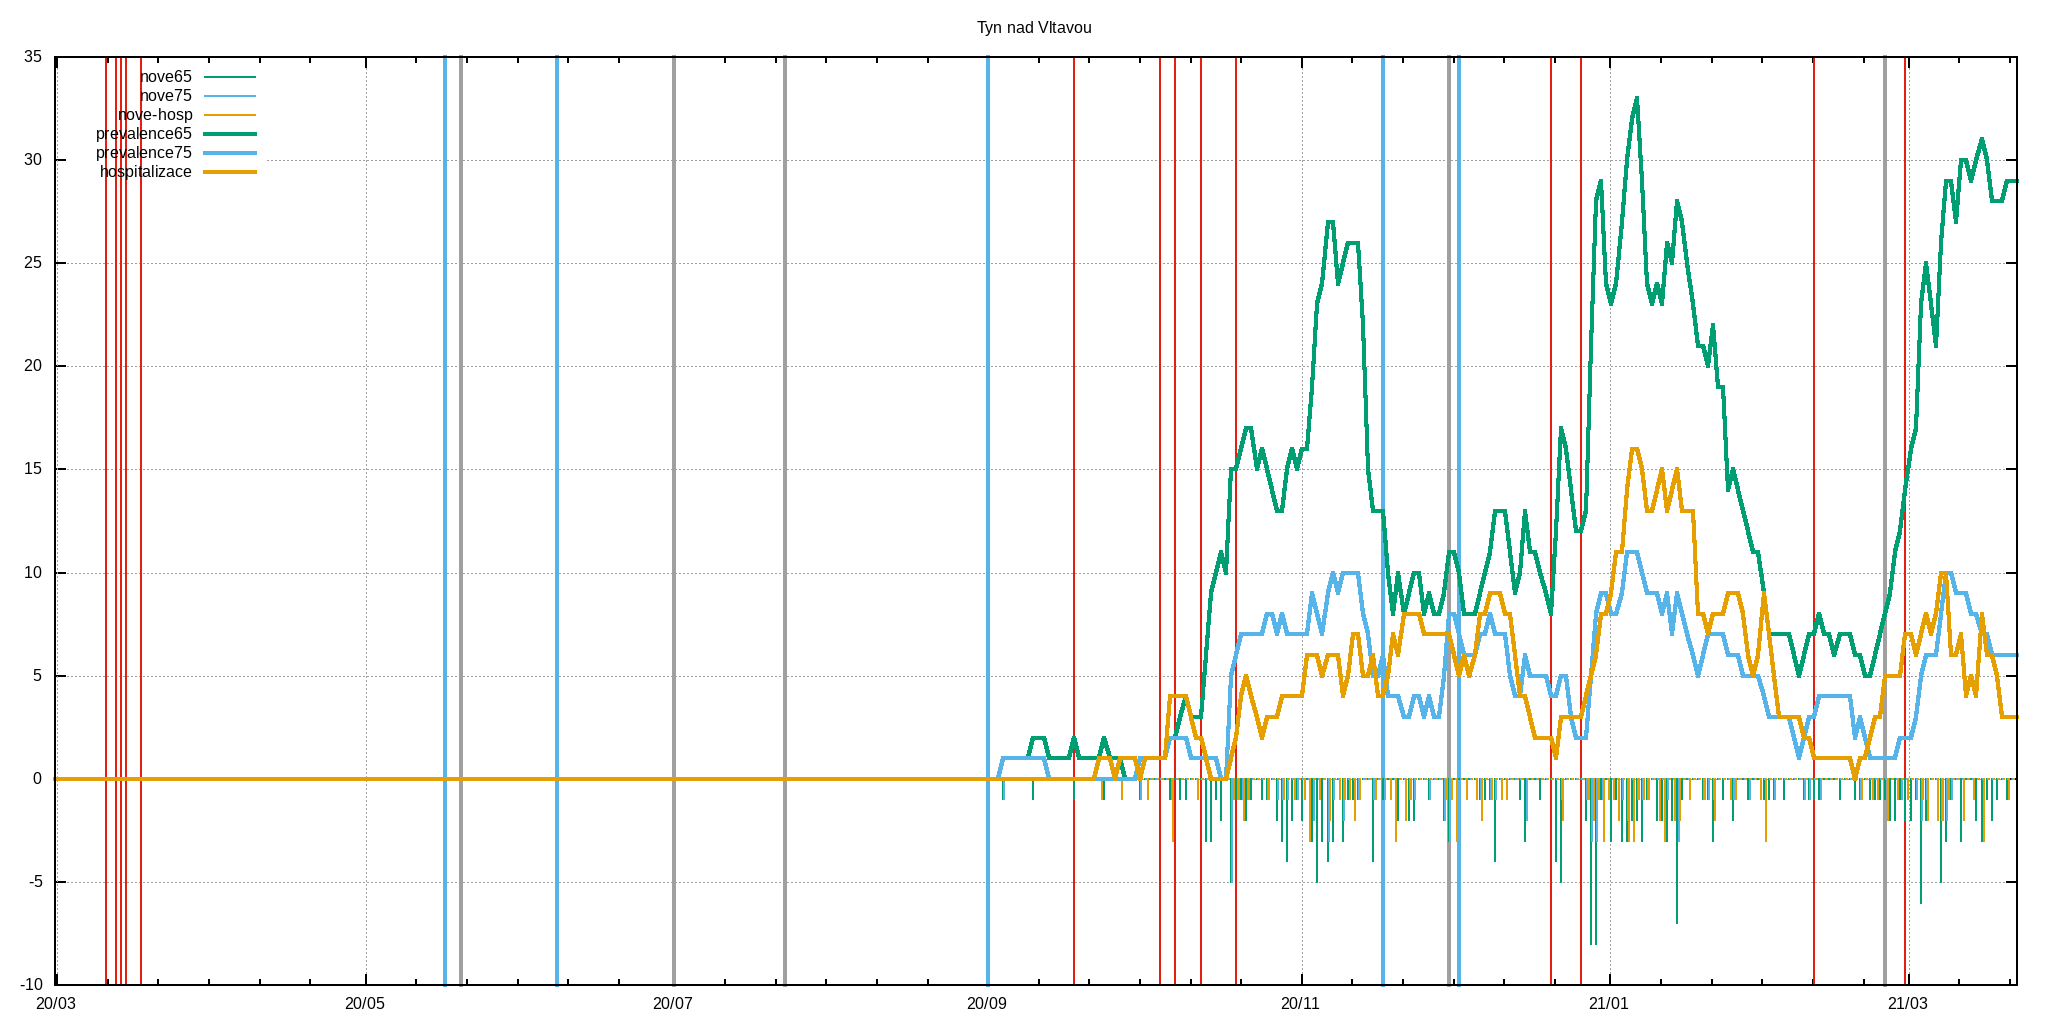 Tyn nad Vltavou
35
30
25
20
15
10
5
0
-5
-10
nove65
nove75
nove-hosp
prevalence65
prevalence75
hospitalizace
20/03 20/05 20/07 20/09 20/11 21/01 21/03